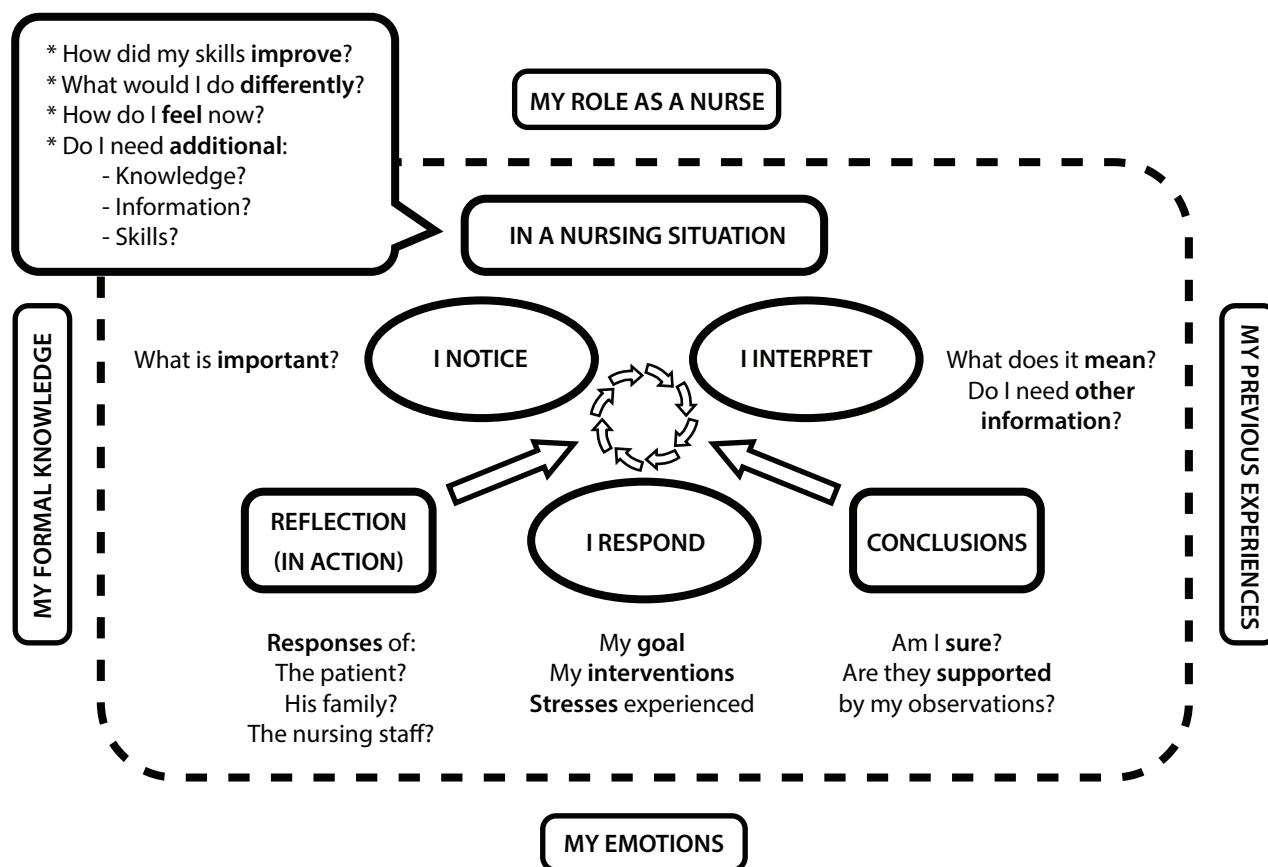 * How did my skills improve?
* What would I do differently?
* How do I feel now?
* Do I need additional:
- Knowledge?
- Information?
- Skills?
MY ROLE AS A NURSE
IN A NURSING SITUATION
MY FORMAL KNOWLEDGE
What is important?
I NOTICE
I INTERPRET
What does it mean?
Do I need other
information?
MY PREVIOUS EXPERIENCES
REFLECTION
(IN ACTION)
I RESPOND
CONCLUSIONS
Responses of:
The patient?
His family?
The nursing staff?
My goal
My interventions
Stresses experienced
Am I sure?
Are they supported
by my observations?
MY EMOTIONS